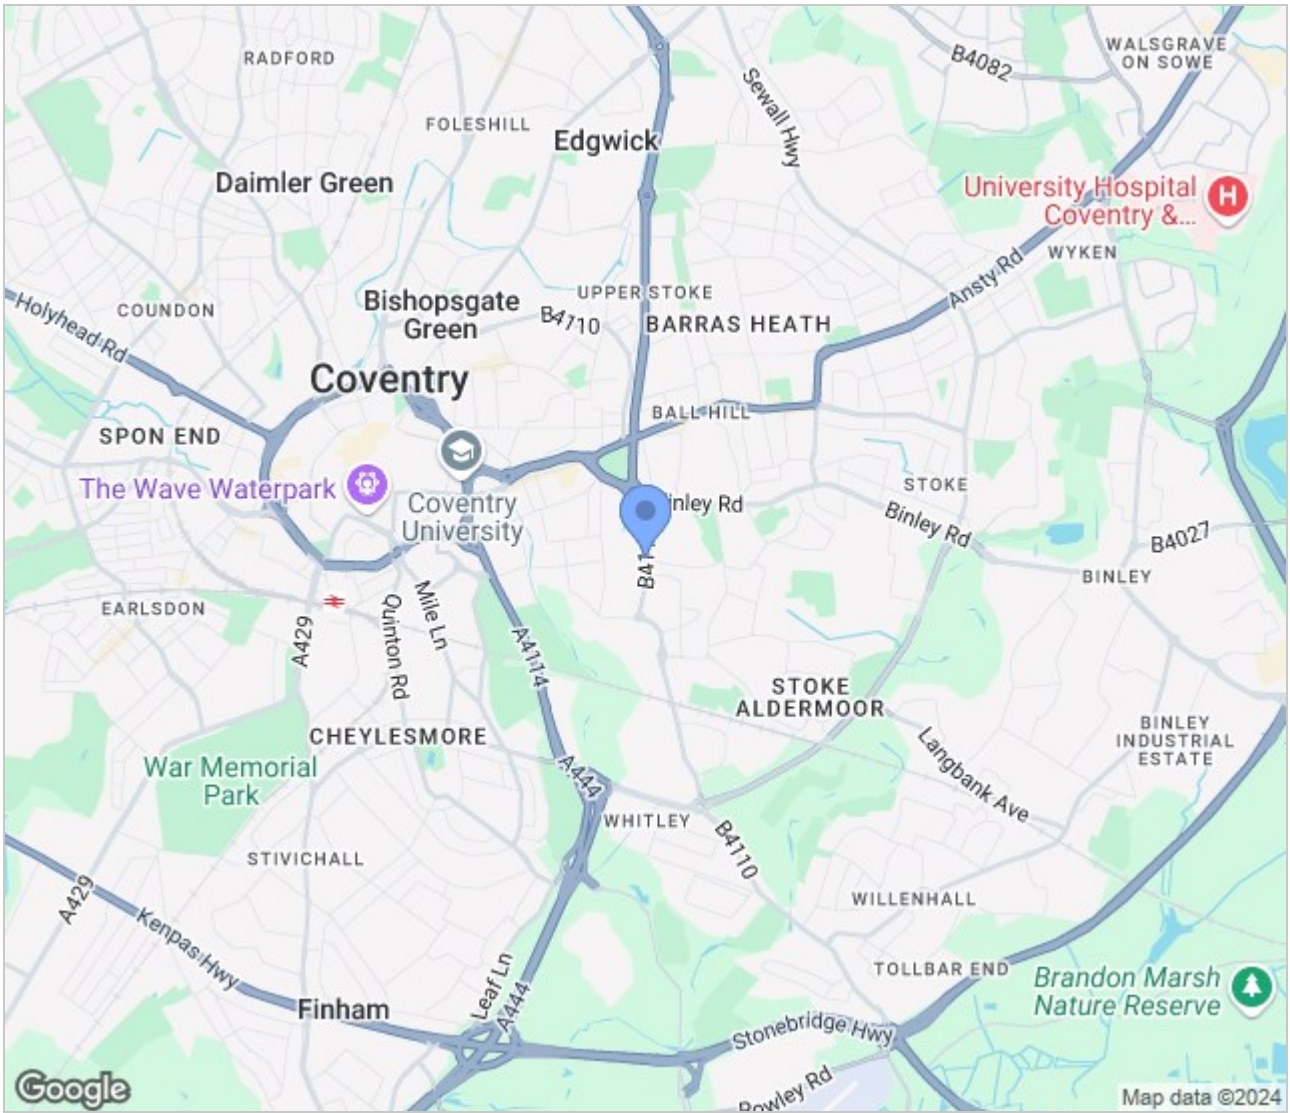 RADFORD
B4082
WALSGRAVE
ON SOWE
Sewall Hwy
FOLESHILL
Edgwick
Daimler Green
University Hospital
Coventry &...
H
WYKEN
Ansty Rd
UPPER STOKE
Bishopsgate
Green
COUNDON
B4110
BARRAS HEATH
Holyhead Rd
Coventry
BALL HILL
SPON END
The Wave Waterpark
STOKE
Coventry
University
inley Rd
Binley Rd
B4027
B41
BINLEY
EARLSDON
Mile Ln
Quinton Rd
A429
A4114
STOKE
ALDERMOOR
CHEYLESMORE
BINLEY
INDUSTRIAL
ESTATE
War Memorial
Park
Langbank Ave
A444
WHITLEY
B4110
STIVICHALL
A429
WILLENHALL
Kenpas Hwy
Leaf Ln
TOLLBAR END
Brandon Marsh
Nature Reserve
A444
Finham
Stonebridge Hwy
Rowley Rd
Google
Map data ©2024